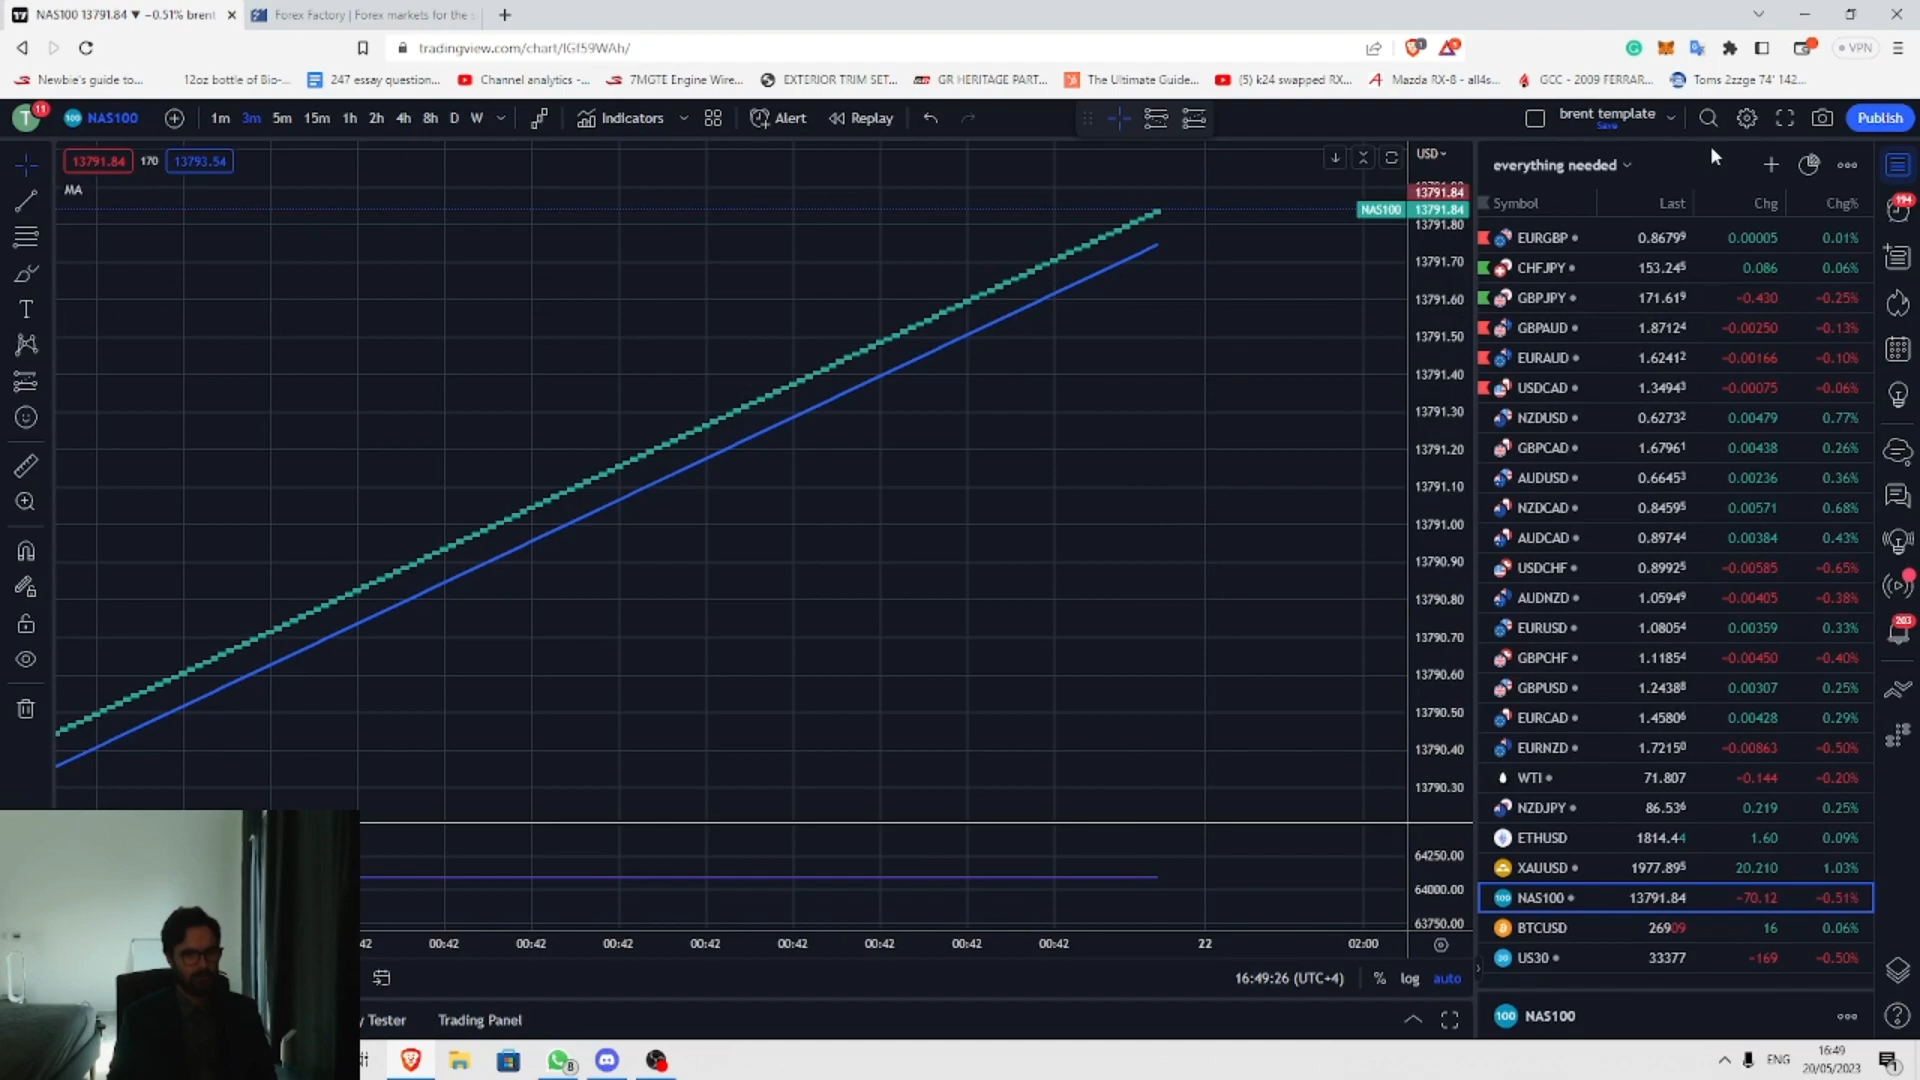 NAS100 13791.84 ▼ −0.51% brent
Forex Factory | Forex markets for the s
tradingview.com/chart/IGf59WAh/
VPN
Newbie's guide to...
12oz bottle of Bio-...
247 essay question...
Channel analytics -...
7MGTE Engine Wire...
EXTERIOR TRIM SET...
GR HERITAGE PART...
The Ultimate Guide...
(5) k24 swapped RX...
Mazda RX-8 - all4s...
GCC - 2009 FERRAR...
Toms 2zzge 74' 142...
T 11 NAS100 1m 3m 5m 15m 1h 2h 4h 8h D W Indicators Alert Replay brent template Save Publish
13791.84 170 13793.54
MA
USD
13791.84
NAS100 13791.84
13791.80
13791.70
13791.60
13791.50
13791.40
13791.30
13791.20
13791.10
13791.00
13790.90
13790.80
13790.70
13790.60
13790.50
13790.40
13790.30
64250.00
64000.00
63750.00
42 00:42 00:42 00:42 00:42 00:42 00:42 00:42 00:42 22 02:00
16:49:26 (UTC+4) % log auto
y Tester Trading Panel
everything needed
Symbol Last Chg Chg%
EURGBP 0.86799 0.00005 0.01%
CHFJPY 153.245 0.086 0.06%
GBPJPY 171.619 −0.430 −0.25%
GBPAUD 1.87124 −0.00250 −0.13%
EURAUD 1.62412 −0.00166 −0.10%
USDCAD 1.34943 −0.00075 −0.06%
NZDUSD 0.62732 0.00479 0.77%
GBPCAD 1.67961 0.00438 0.26%
AUDUSD 0.66453 0.00236 0.36%
NZDCAD 0.84595 0.00571 0.68%
AUDCAD 0.89744 0.00384 0.43%
USDCHF 0.89925 −0.00585 −0.65%
AUDNZD 1.05949 −0.00405 −0.38%
EURUSD 1.08054 0.00359 0.33%
GBPCHF 1.11854 −0.00450 −0.40%
GBPUSD 1.24388 0.00307 0.25%
EURCAD 1.45806 0.00428 0.29%
EURNZD 1.72150 −0.00863 −0.50%
WTI 71.807 −0.144 −0.20%
NZDJPY 86.536 0.219 0.25%
ETHUSD 1814.44 1.60 0.09%
XAUUSD 1977.895 20.210 1.03%
NAS100 13791.84 −70.12 −0.51%
BTCUSD 26909 16 0.06%
US30 33377 −169 −0.50%
100 NAS100
194
203
8
ENG
16:49
20/05/2023
1